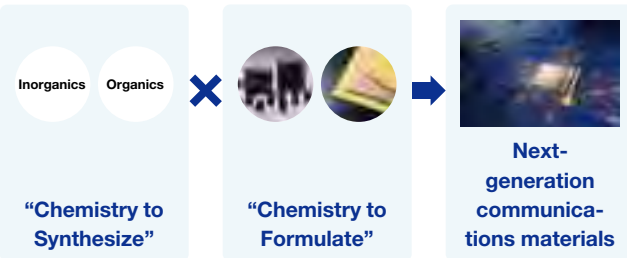 Inorganics
Organics
“Chemistry to
Synthesize”
“Chemistry to
Formulate”
Next-
generation
communica-
tions materials